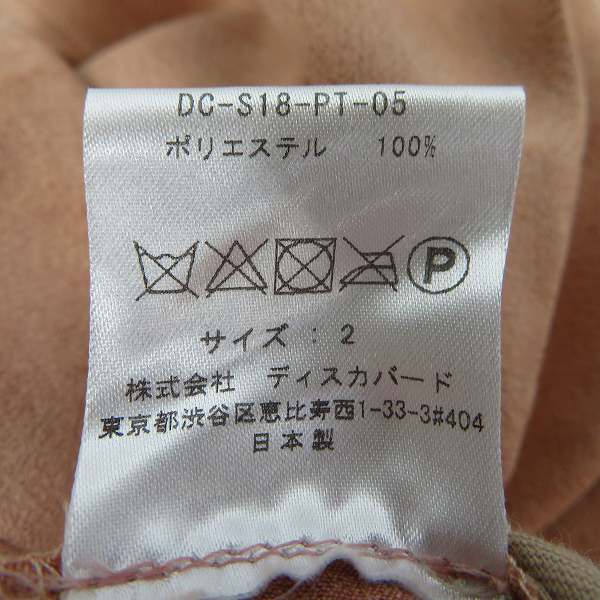 DC-S18-PT-05
ポリエステル 100%
P
サイズ : 2
株式会社 ディスカバード
東京都渋谷区恵比寿西1-33-3#404
日本製